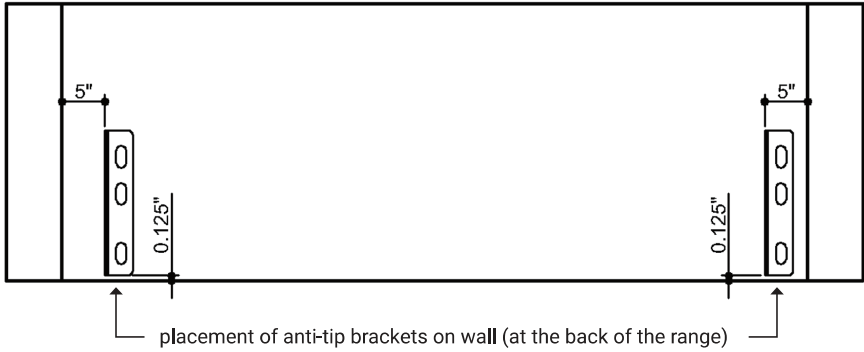 5"
5"
0.125"
0.125"
placement of anti-tip brackets on wall (at the back of the range)